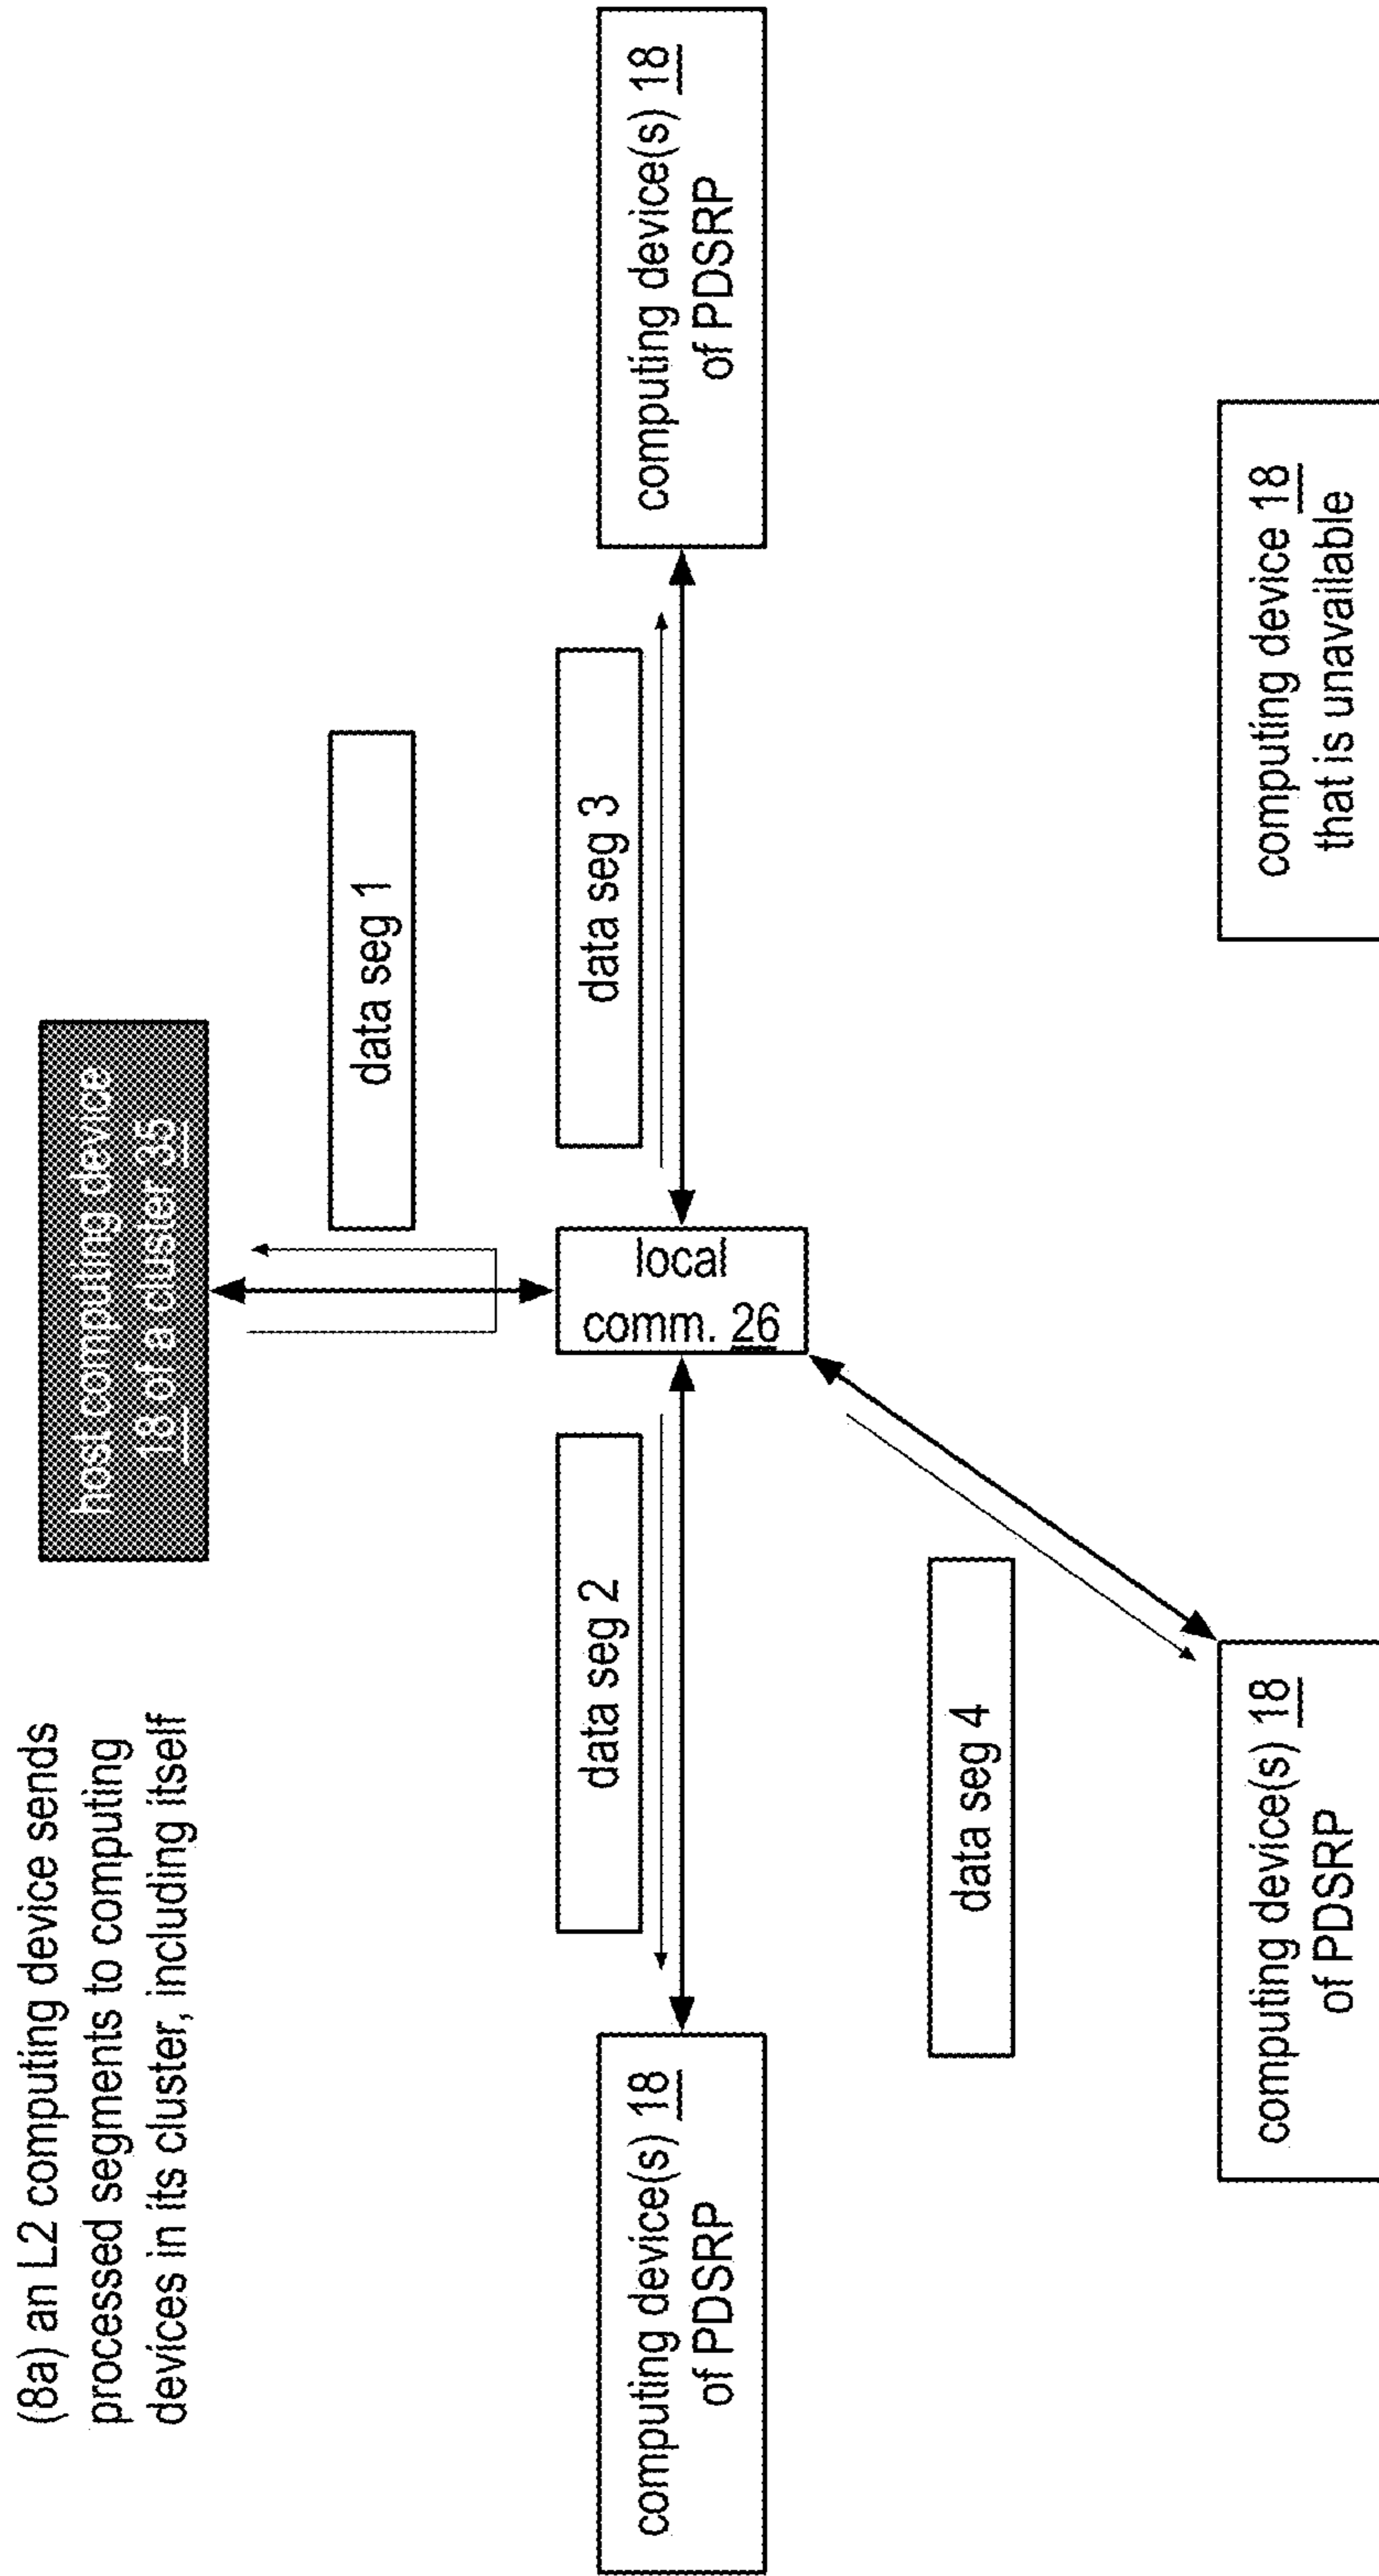 (8a) an L2 computing device sends
processed segments to computing
devices in its cluster, including itself
host computing device
18 of a cluster 35
data seg 1
data seg 2
data seg 3
computing device(s) 18
of PDSRP
local
comm. 26
computing device(s) 18
of PDSRP
data seg 4
computing device(s) 18
of PDSRP
computing device 18
that is unavailable